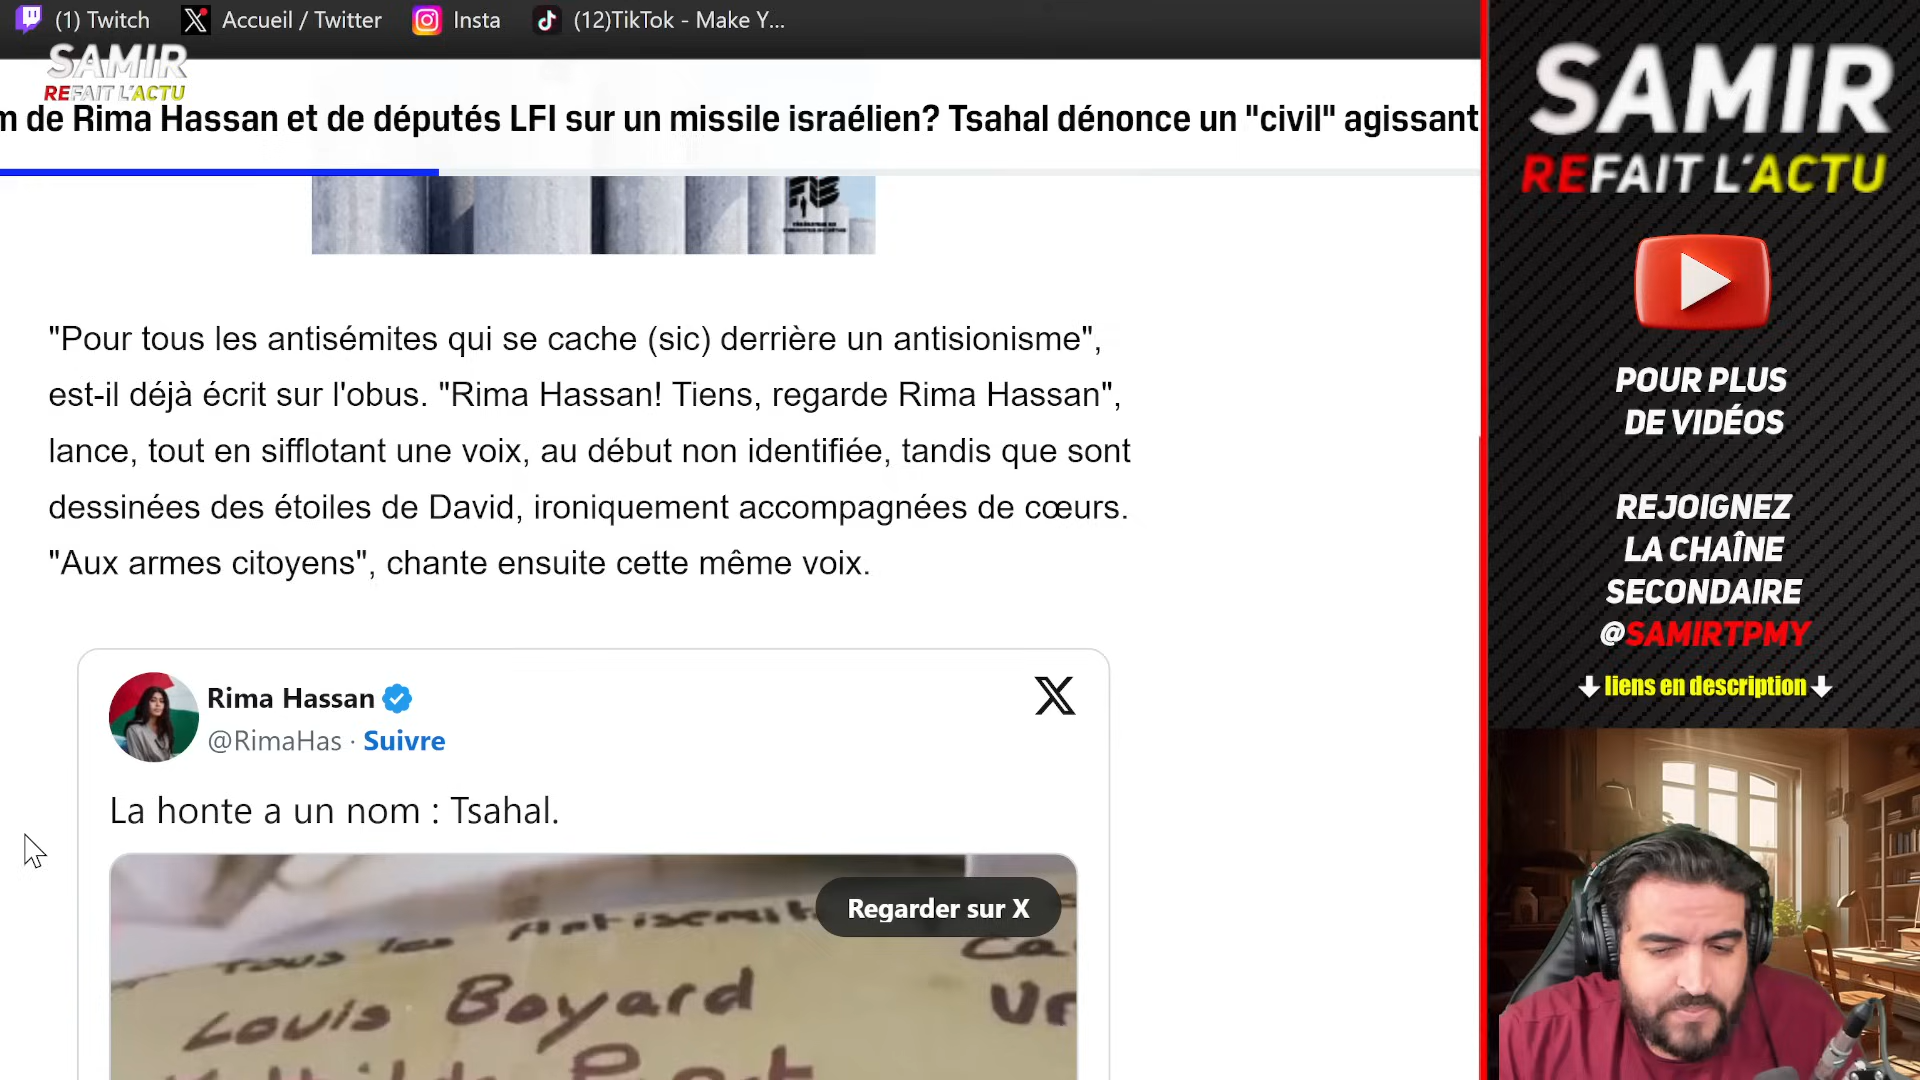 (1) Twitch
Accueil / Twitter
Insta
(12)TikTok - Make Y...
SAMIR
REFAIT L'ACTU
m de Rima Hassan et de députés LFI sur un missile israélien? Tsahal dénonce un "civil" agissant
"Pour tous les antisémites qui se cache (sic) derrière un antisionisme",
est-il déjà écrit sur l'obus. "Rima Hassan! Tiens, regarde Rima Hassan",
lance, tout en sifflotant une voix, au début non identifiée, tandis que sont
dessinées des étoiles de David, ironiquement accompagnées de cœurs.
"Aux armes citoyens", chante ensuite cette même voix.
Rima Hassan
@RimaHas · Suivre
La honte a un nom : Tsahal.
Regarder sur X
Tous les Antisemit
Louis Boyard
Ca
Ur
SAMIR
REFAIT L'ACTU
POUR PLUS
DE VIDÉOS
REJOIGNEZ
LA CHAÎNE
SECONDAIRE
@SAMIRTPMY
liens en description